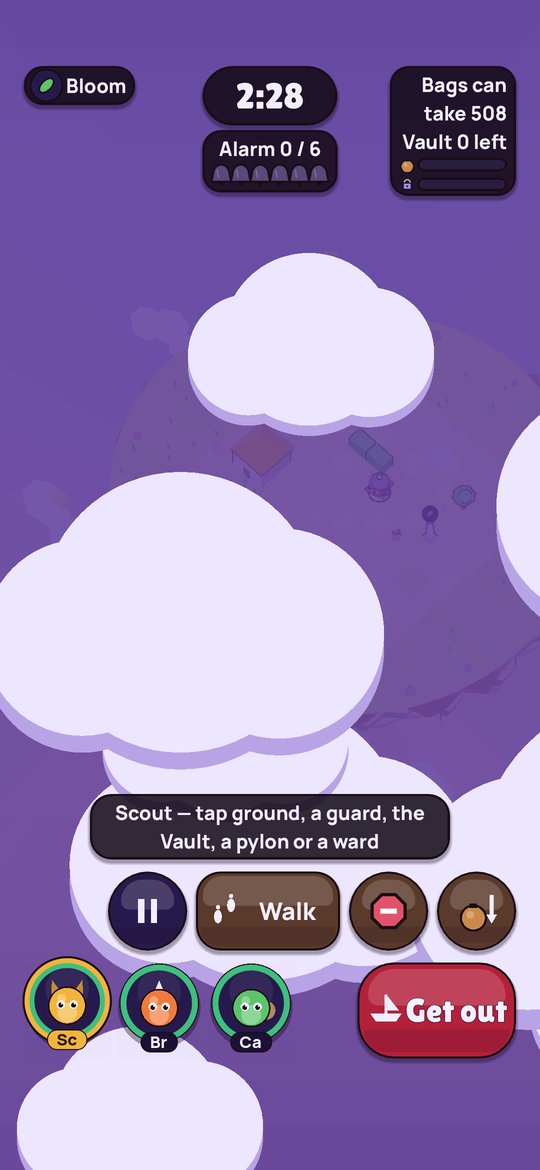 Bloom
2:28
Alarm 0 / 6
Bags can
take 508
Vault 0 left
Scout — tap ground, a guard, the
Vault, a pylon or a ward
Walk
Sc
Br
Ca
Get out